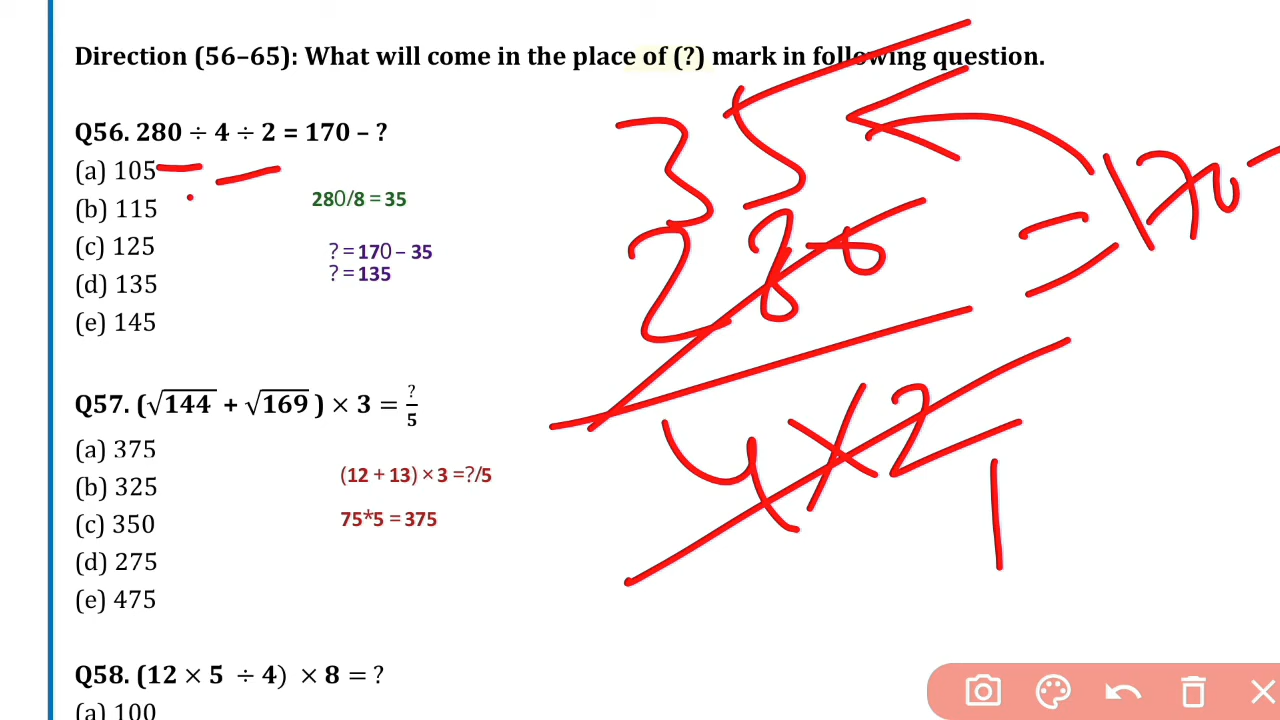 Direction (56–65): What will come in the place of (?) mark in following question.
Q56. 280 ÷ 4 ÷ 2 = 170 – ?
(a) 105
(b) 115
(c) 125
(d) 135
(e) 145
280/8 = 35
? = 170 – 35
? = 135
35
280
= 170 -
4 × 2
1
Q57. (√144 + √169 ) × 3 = ?/5
(a) 375
(b) 325
(c) 350
(d) 275
(e) 475
(12 + 13) × 3 =?/5
75*5 = 375
Q58. (12 × 5 ÷ 4) × 8 = ?
(a) 100